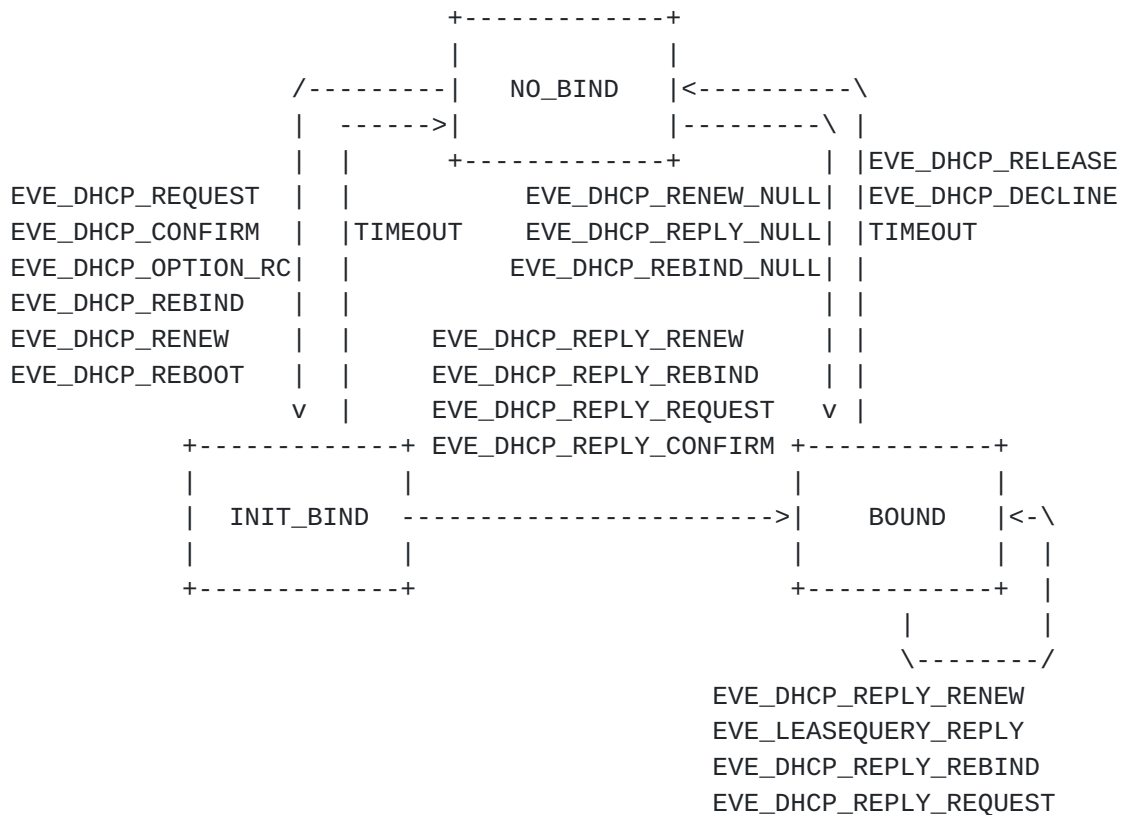 NO_BIND
EVE_DHCP_RELEASE
EVE_DHCP_REQUEST EVE_DHCP_RENEW_NULL EVE_DHCP_DECLINE
EVE_DHCP_CONFIRM TIMEOUT EVE_DHCP_REPLY_NULL TIMEOUT
EVE_DHCP_OPTION_RC EVE_DHCP_REBIND_NULL
EVE_DHCP_REBIND
EVE_DHCP_RENEW EVE_DHCP_REPLY_RENEW
EVE_DHCP_REBOOT EVE_DHCP_REPLY_REBIND
v EVE_DHCP_REPLY_REQUEST v
EVE_DHCP_REPLY_CONFIRM
INIT_BIND BOUND
EVE_DHCP_REPLY_RENEW
EVE_LEASEQUERY_REPLY
EVE_DHCP_REPLY_REBIND
EVE_DHCP_REPLY_REQUEST